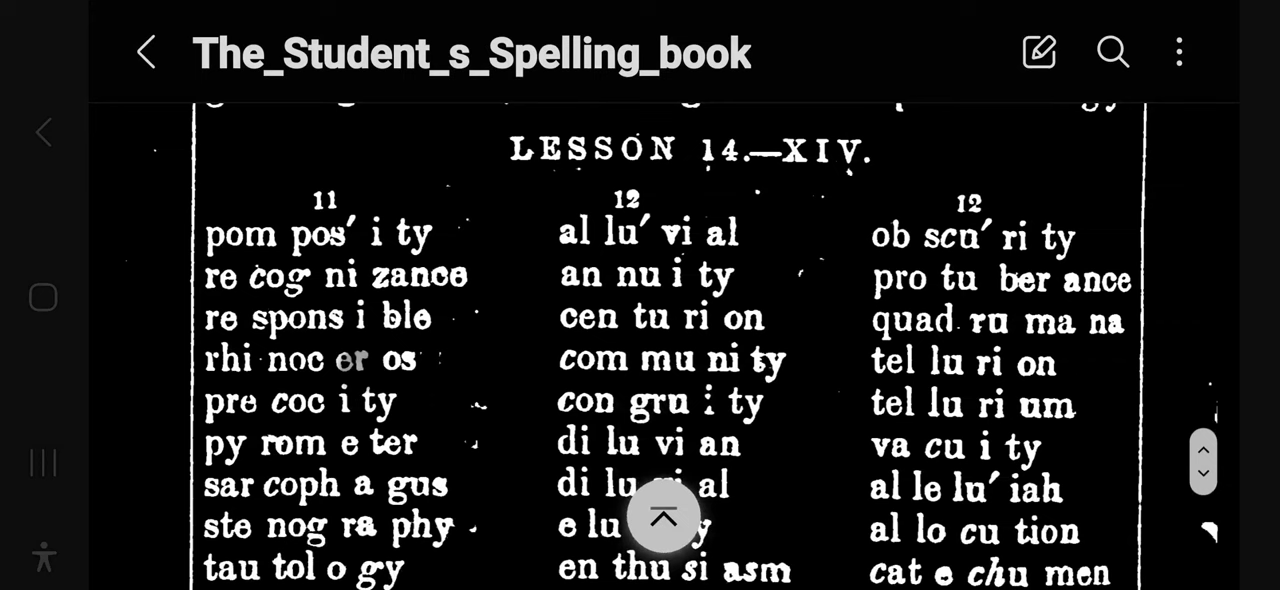 The_Student_s_Spelling_book
LESSON 14.—XIV.
11
pom pos′ i ty
re cog ni zance
re spons i ble
rhi noc er os
pre coc i ty
py rom e ter
sar coph a gus
ste nog ra phy
tau tol o gy
12
al lu′ vi al
an nu i ty
cen tu ri on
com mu ni ty
con gru i ty
di lu vi an
di lu al
e lu y
en thu si asm
12
ob scu′ ri ty
pro tu ber ance
quad ru ma na
tel lu ri on
tel lu ri um
va cu i ty
al le lu′ iah
al lo cu tion
cat e chu men